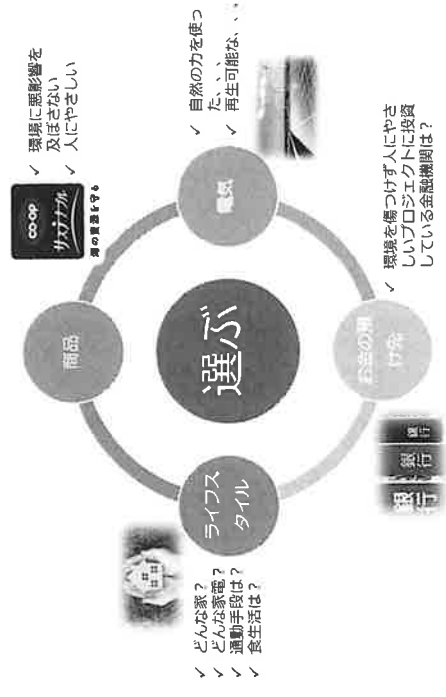 ✓ 環境に悪影響を
及ぼさない
✓ 人にやさしい
co·op
サステナブル
海の資源を守る
商品
✓ 自然の力を使っ
た、、、
✓ 再生可能な、、、
電気
選ぶ
ライフス
タイル
✓ どんな家?
✓ どんな家電?
✓ 通勤手段は?
✓ 食生活は?
お金の預
け先
銀行
銀行
銀行
✓ 環境を傷つけず人にやさ
しいプロジェクトに投資
している金融機関は?